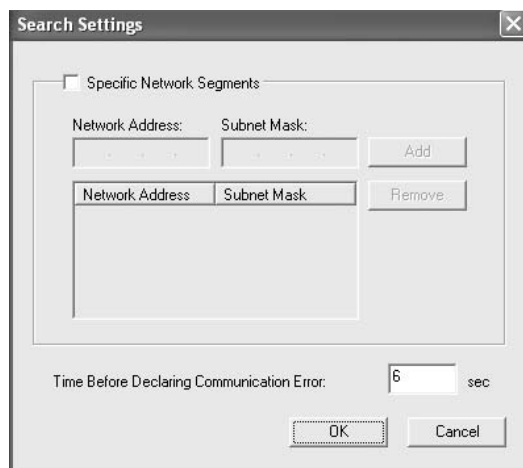 Search Settings
Specific Network Segments
Network Address: Subnet Mask:
Add
Network Address Subnet Mask
Remove
Time Before Declaring Communication Error: 6 sec
OK Cancel